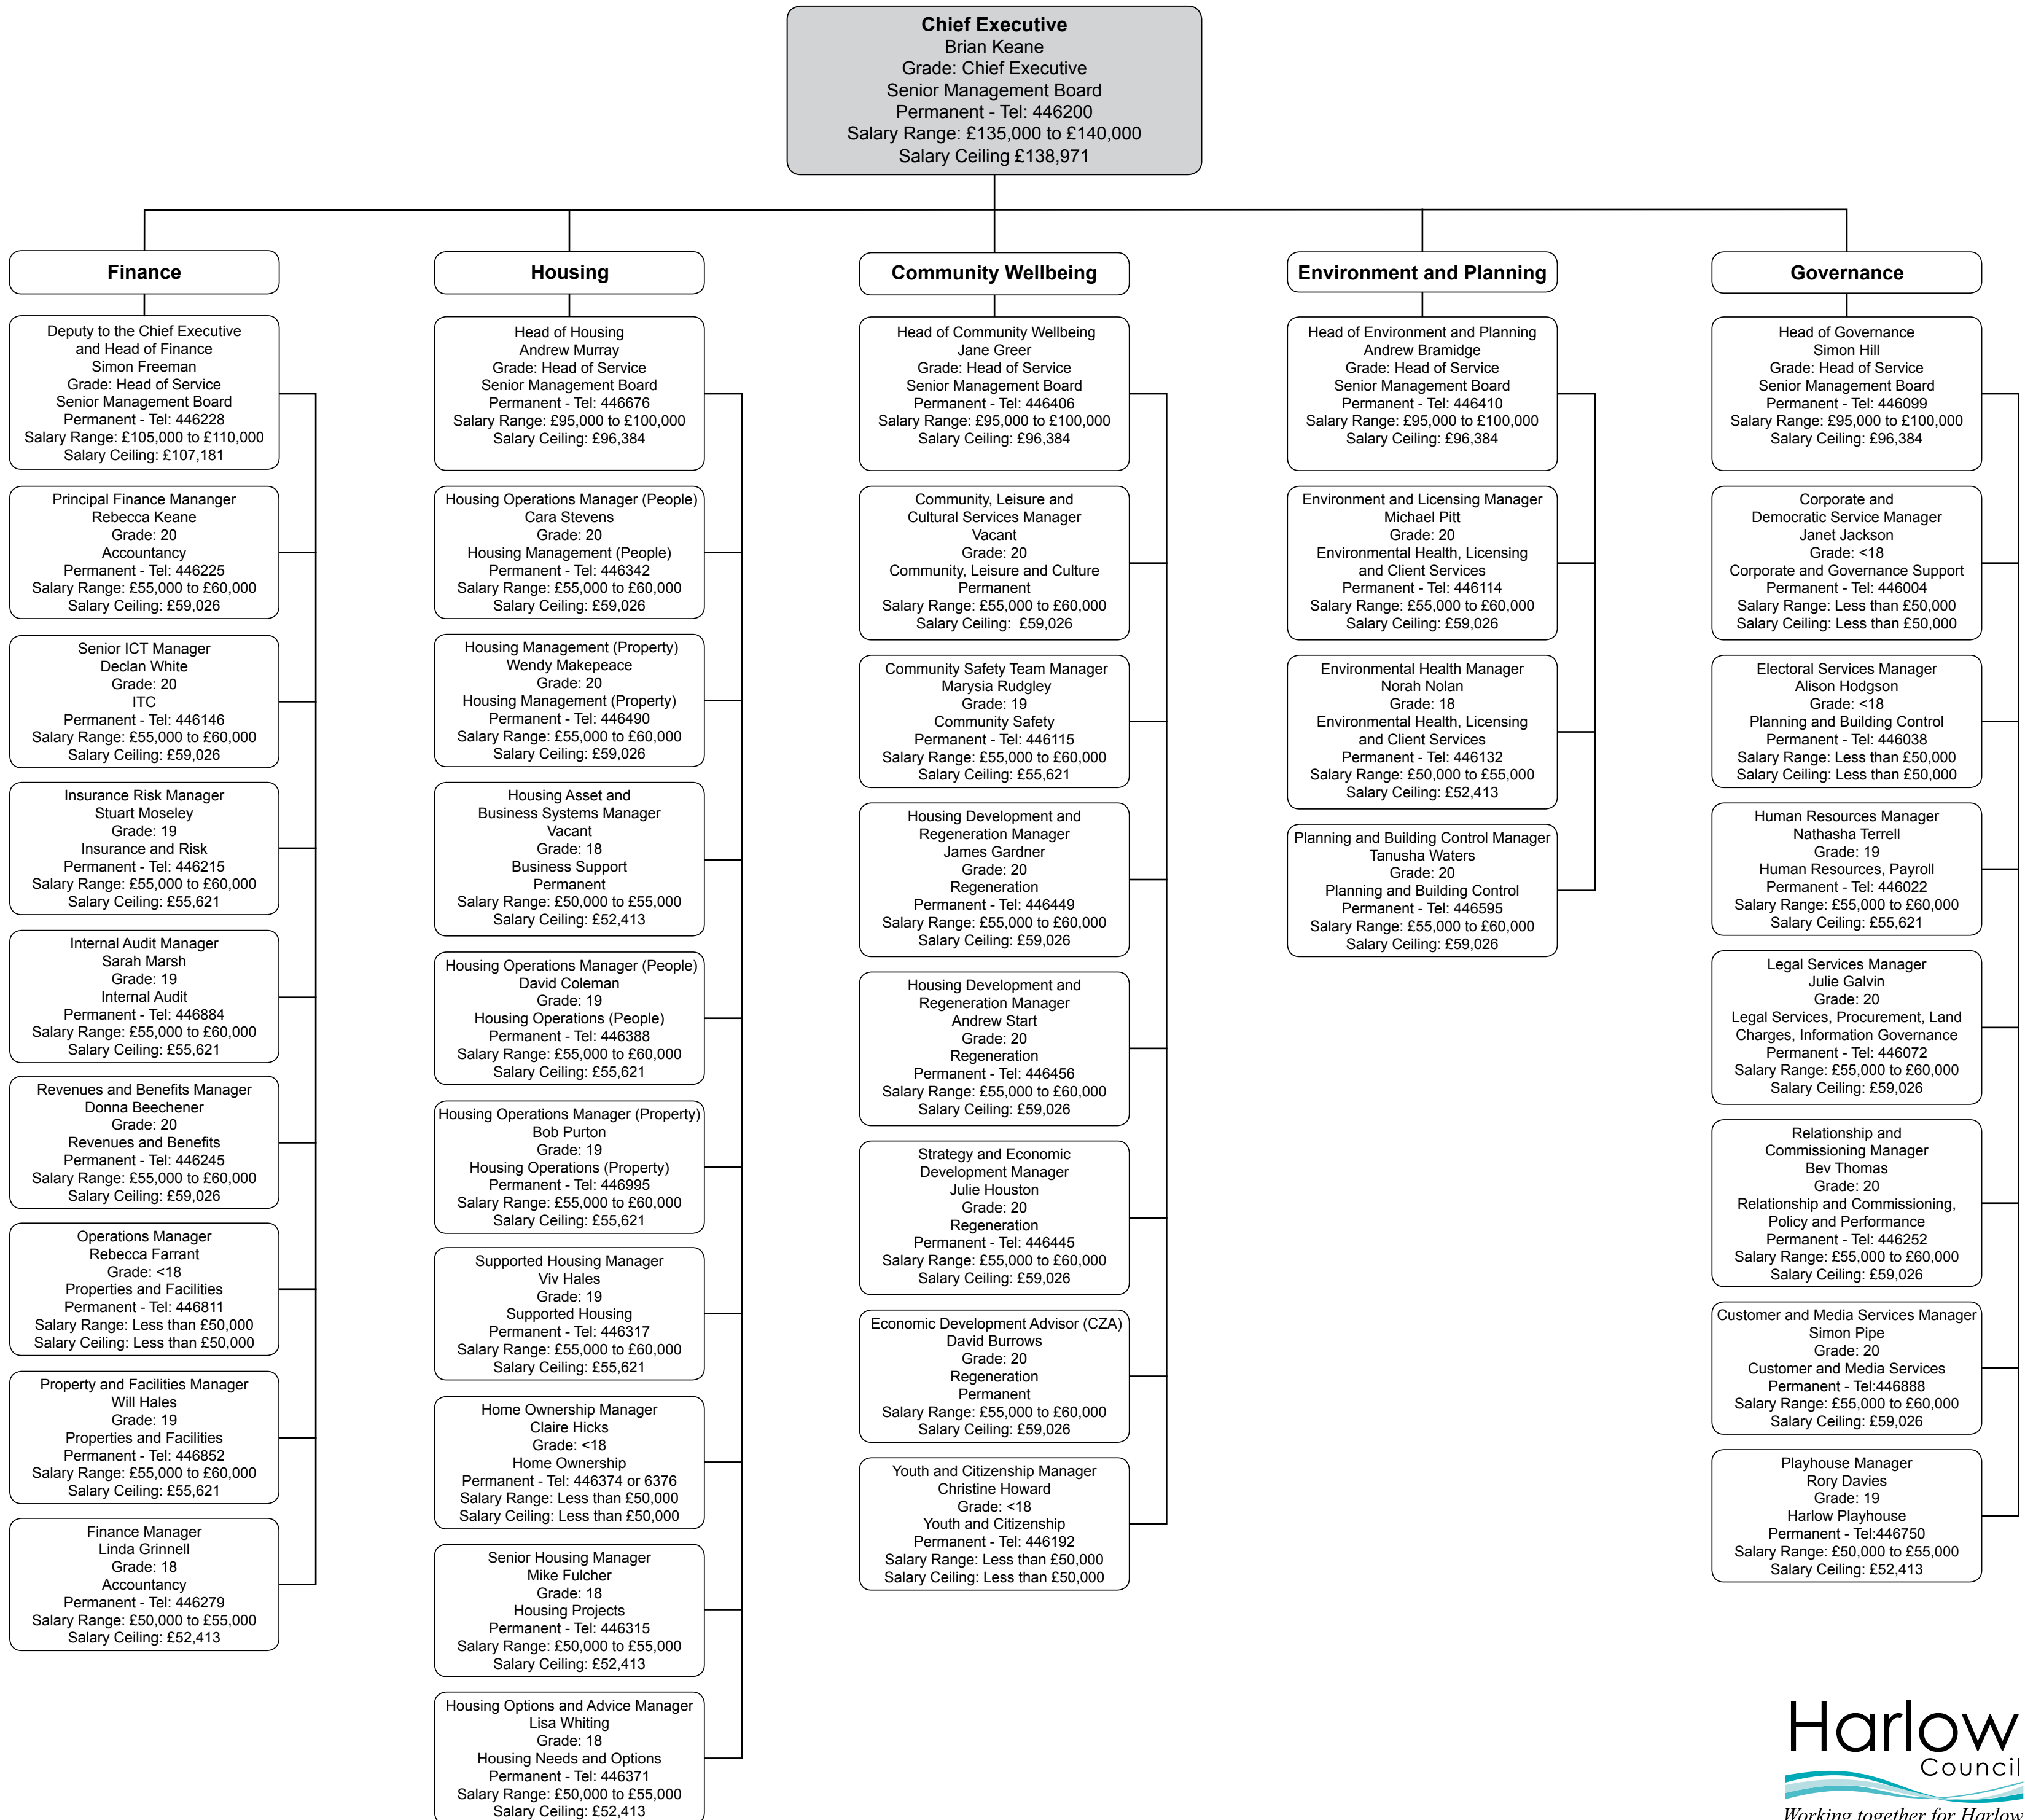 Chief Executive
Brian Keane
Grade: Chief Executive
Senior Management Board
Permanent - Tel: 446200
Salary Range: £135,000 to £140,000
Salary Ceiling £138,971
Finance
Deputy to the Chief Executive
and Head of Finance
Simon Freeman
Grade: Head of Service
Senior Management Board
Permanent - Tel: 446228
Salary Range: £105,000 to £110,000
Salary Ceiling: £107,181
Principal Finance Mananger
Rebecca Keane
Grade: 20
Accountancy
Permanent - Tel: 446225
Salary Range: £55,000 to £60,000
Salary Ceiling: £59,026
Senior ICT Manager
Declan White
Grade: 20
ITC
Permanent - Tel: 446146
Salary Range: £55,000 to £60,000
Salary Ceiling: £59,026
Insurance Risk Manager
Stuart Moseley
Grade: 19
Insurance and Risk
Permanent - Tel: 446215
Salary Range: £55,000 to £60,000
Salary Ceiling: £55,621
Internal Audit Manager
Sarah Marsh
Grade: 19
Internal Audit
Permanent - Tel: 446884
Salary Range: £55,000 to £60,000
Salary Ceiling: £55,621
Revenues and Benefits Manager
Donna Beechener
Grade: 20
Revenues and Benefits
Permanent - Tel: 446245
Salary Range: £55,000 to £60,000
Salary Ceiling: £59,026
Operations Manager
Rebecca Farrant
Grade: <18
Properties and Facilities
Permanent - Tel: 446811
Salary Range: Less than £50,000
Salary Ceiling: Less than £50,000
Property and Facilities Manager
Will Hales
Grade: 19
Properties and Facilities
Permanent - Tel: 446852
Salary Range: £55,000 to £60,000
Salary Ceiling: £55,621
Finance Manager
Linda Grinnell
Grade: 18
Accountancy
Permanent - Tel: 446279
Salary Range: £50,000 to £55,000
Salary Ceiling: £52,413
Housing
Head of Housing
Andrew Murray
Grade: Head of Service
Senior Management Board
Permanent - Tel: 446676
Salary Range: £95,000 to £100,000
Salary Ceiling: £96,384
Housing Operations Manager (People)
Cara Stevens
Grade: 20
Housing Management (People)
Permanent - Tel: 446342
Salary Range: £55,000 to £60,000
Salary Ceiling: £59,026
Housing Management (Property)
Wendy Makepeace
Grade: 20
Housing Management (Property)
Permanent - Tel: 446490
Salary Range: £55,000 to £60,000
Salary Ceiling: £59,026
Housing Asset and
Business Systems Manager
Vacant
Grade: 18
Business Support
Permanent
Salary Range: £50,000 to £55,000
Salary Ceiling: £52,413
Housing Operations Manager (People)
David Coleman
Grade: 19
Housing Operations (People)
Permanent - Tel: 446388
Salary Range: £55,000 to £60,000
Salary Ceiling: £55,621
Housing Operations Manager (Property)
Bob Purton
Grade: 19
Housing Operations (Property)
Permanent - Tel: 446995
Salary Range: £55,000 to £60,000
Salary Ceiling: £55,621
Supported Housing Manager
Viv Hales
Grade: 19
Supported Housing
Permanent - Tel: 446317
Salary Range: £55,000 to £60,000
Salary Ceiling: £55,621
Home Ownership Manager
Claire Hicks
Grade: <18
Home Ownership
Permanent - Tel: 446374 or 6376
Salary Range: Less than £50,000
Salary Ceiling: Less than £50,000
Senior Housing Manager
Mike Fulcher
Grade: 18
Housing Projects
Permanent - Tel: 446315
Salary Range: £50,000 to £55,000
Salary Ceiling: £52,413
Housing Options and Advice Manager
Lisa Whiting
Grade: 18
Housing Needs and Options
Permanent - Tel: 446371
Salary Range: £50,000 to £55,000
Salary Ceiling: £52,413
Community Wellbeing
Head of Community Wellbeing
Jane Greer
Grade: Head of Service
Senior Management Board
Permanent - Tel: 446406
Salary Range: £95,000 to £100,000
Salary Ceiling: £96,384
Community, Leisure and
Cultural Services Manager
Vacant
Grade: 20
Community, Leisure and Culture
Permanent
Salary Range: £55,000 to £60,000
Salary Ceiling: £59,026
Community Safety Team Manager
Marysia Rudgley
Grade: 19
Community Safety
Permanent - Tel: 446115
Salary Range: £55,000 to £60,000
Salary Ceiling: £55,621
Housing Development and
Regeneration Manager
James Gardner
Grade: 20
Regeneration
Permanent - Tel: 446449
Salary Range: £55,000 to £60,000
Salary Ceiling: £59,026
Housing Development and
Regeneration Manager
Andrew Start
Grade: 20
Regeneration
Permanent - Tel: 446456
Salary Range: £55,000 to £60,000
Salary Ceiling: £59,026
Strategy and Economic
Development Manager
Julie Houston
Grade: 20
Regeneration
Permanent - Tel: 446445
Salary Range: £55,000 to £60,000
Salary Ceiling: £59,026
Economic Development Advisor (CZA)
David Burrows
Grade: 20
Regeneration
Permanent
Salary Range: £55,000 to £60,000
Salary Ceiling: £59,026
Youth and Citizenship Manager
Christine Howard
Grade: <18
Youth and Citizenship
Permanent - Tel: 446192
Salary Range: Less than £50,000
Salary Ceiling: Less than £50,000
Environment and Planning
Head of Environment and Planning
Andrew Bramidge
Grade: Head of Service
Senior Management Board
Permanent - Tel: 446410
Salary Range: £95,000 to £100,000
Salary Ceiling: £96,384
Environment and Licensing Manager
Michael Pitt
Grade: 20
Environmental Health, Licensing
and Client Services
Permanent - Tel: 446114
Salary Range: £55,000 to £60,000
Salary Ceiling: £59,026
Environmental Health Manager
Norah Nolan
Grade: 18
Environmental Health, Licensing
and Client Services
Permanent - Tel: 446132
Salary Range: £50,000 to £55,000
Salary Ceiling: £52,413
Planning and Building Control Manager
Tanusha Waters
Grade: 20
Planning and Building Control
Permanent - Tel: 446595
Salary Range: £55,000 to £60,000
Salary Ceiling: £59,026
Governance
Head of Governance
Simon Hill
Grade: Head of Service
Senior Management Board
Permanent - Tel: 446099
Salary Range: £95,000 to £100,000
Salary Ceiling: £96,384
Corporate and
Democratic Service Manager
Janet Jackson
Grade: <18
Corporate and Governance Support
Permanent - Tel: 446004
Salary Range: Less than £50,000
Salary Ceiling: Less than £50,000
Electoral Services Manager
Alison Hodgson
Grade: <18
Planning and Building Control
Permanent - Tel: 446038
Salary Range: Less than £50,000
Salary Ceiling: Less than £50,000
Human Resources Manager
Nathasha Terrell
Grade: 19
Human Resources, Payroll
Permanent - Tel: 446022
Salary Range: £55,000 to £60,000
Salary Ceiling: £55,621
Legal Services Manager
Julie Galvin
Grade: 20
Legal Services, Procurement, Land
Charges, Information Governance
Permanent - Tel: 446072
Salary Range: £55,000 to £60,000
Salary Ceiling: £59,026
Relationship and
Commissioning Manager
Bev Thomas
Grade: 20
Relationship and Commissioning,
Policy and Performance
Permanent - Tel: 446252
Salary Range: £55,000 to £60,000
Salary Ceiling: £59,026
Customer and Media Services Manager
Simon Pipe
Grade: 20
Customer and Media Services
Permanent - Tel:446888
Salary Range: £55,000 to £60,000
Salary Ceiling: £59,026
Playhouse Manager
Rory Davies
Grade: 19
Harlow Playhouse
Permanent - Tel:446750
Salary Range: £50,000 to £55,000
Salary Ceiling: £52,413
Harlow
Council
Working together for Harlow